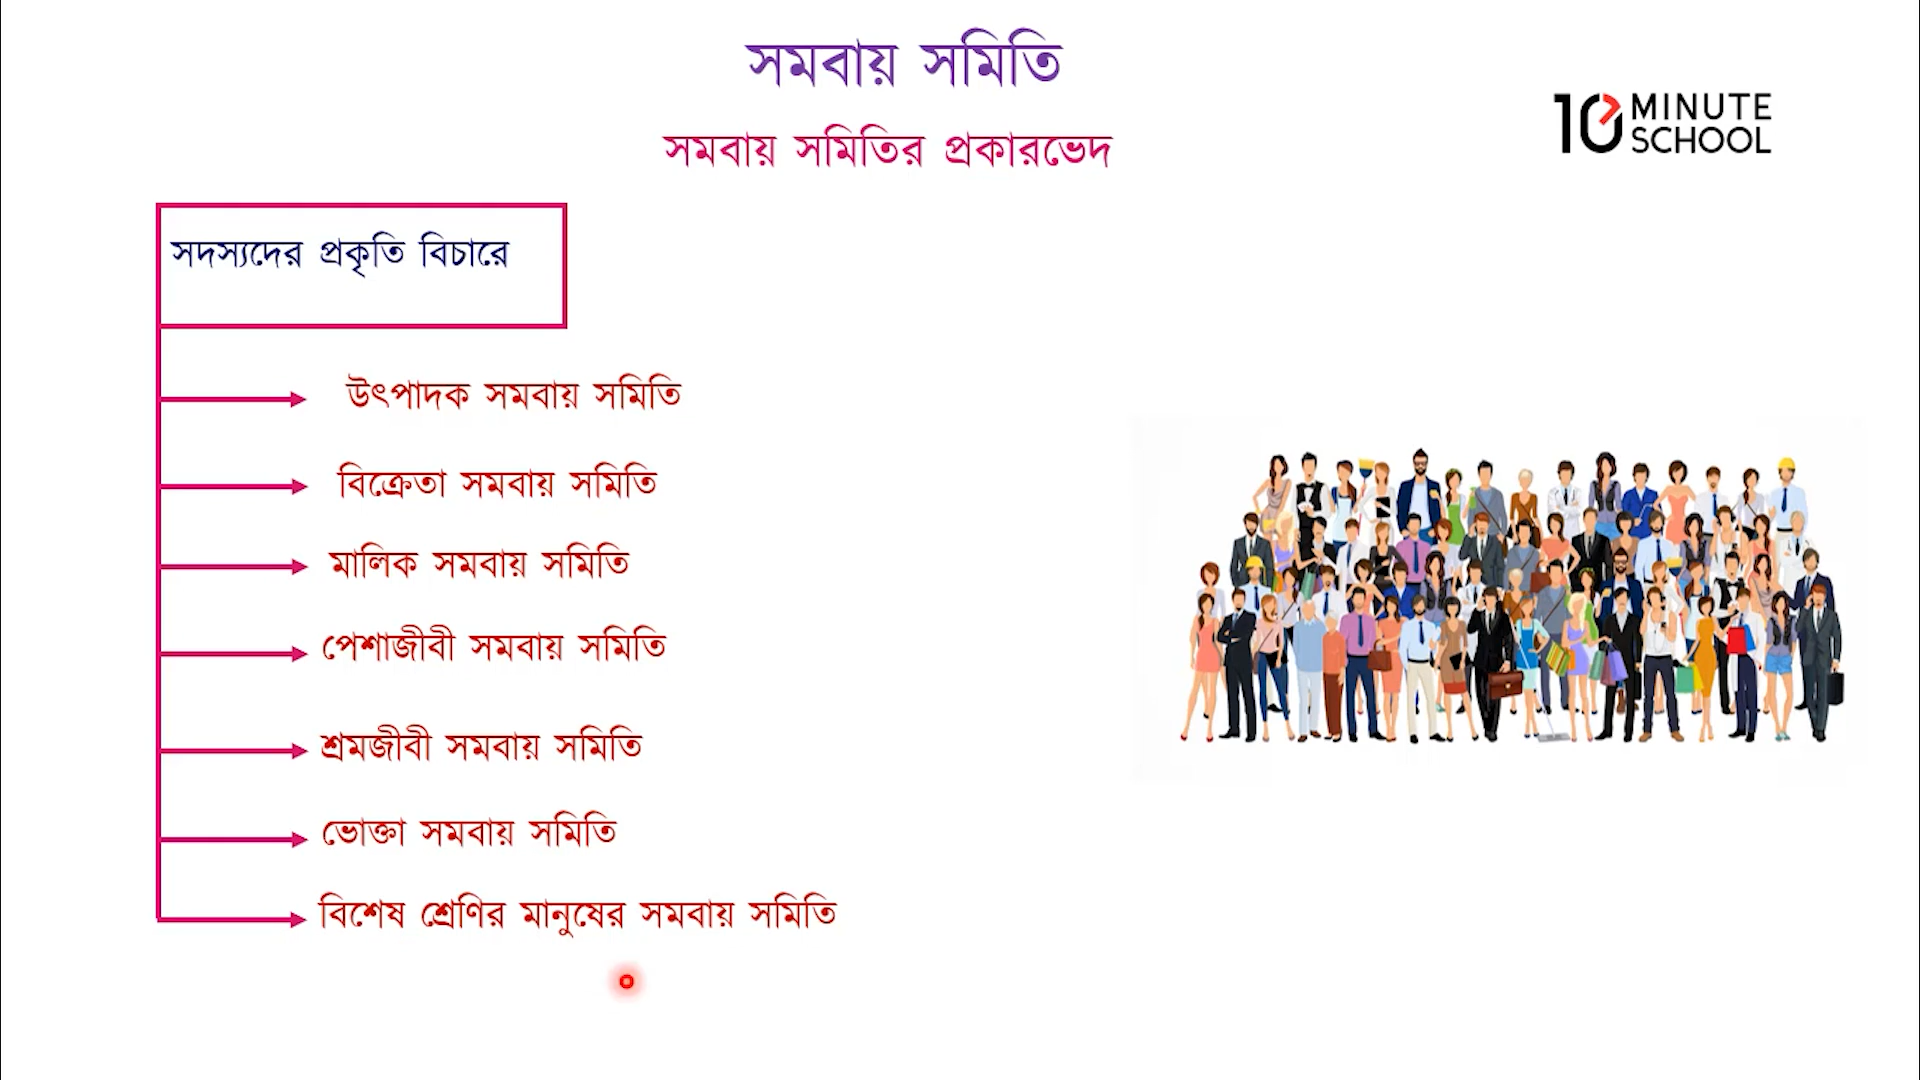 সমবায় সমিতি
সমবায় সমিতির প্রকারভেদ
10 MINUTE SCHOOL
সদস্যদের প্রকৃতি বিচারে
উৎপাদক সমবায় সমিতি
বিক্রেতা সমবায় সমিতি
মালিক সমবায় সমিতি
পেশাজীবী সমবায় সমিতি
শ্রমজীবী সমবায় সমিতি
ভোক্তা সমবায় সমিতি
বিশেষ শ্রেণির মানুষের সমবায় সমিতি